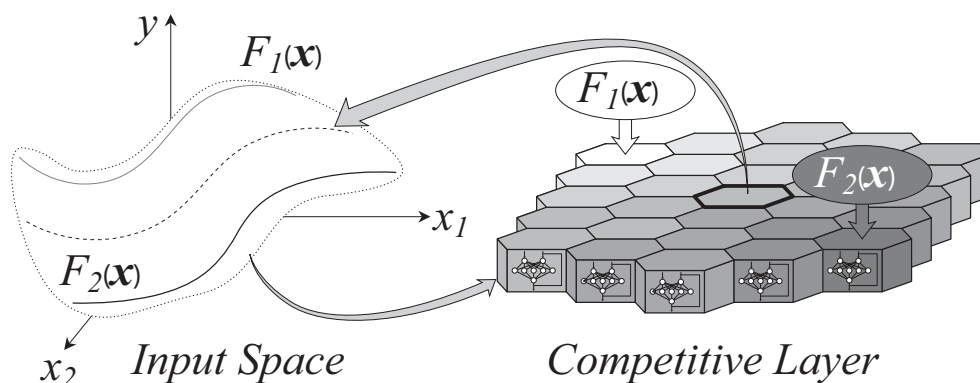 y
F1(x)
F1(x)
F2(x)
x1
F2(x)
x2
Input Space
Competitive Layer